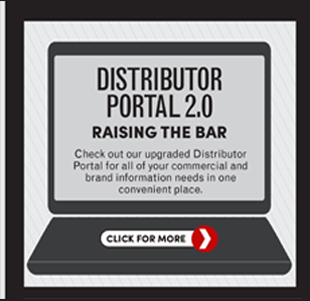 DISTRIBUTOR
PORTAL 2.0
RAISING THE BAR
Check out our upgraded Distributor
Portal for all of your commercial and
brand information needs in one
convenient place.
CLICK FOR MORE